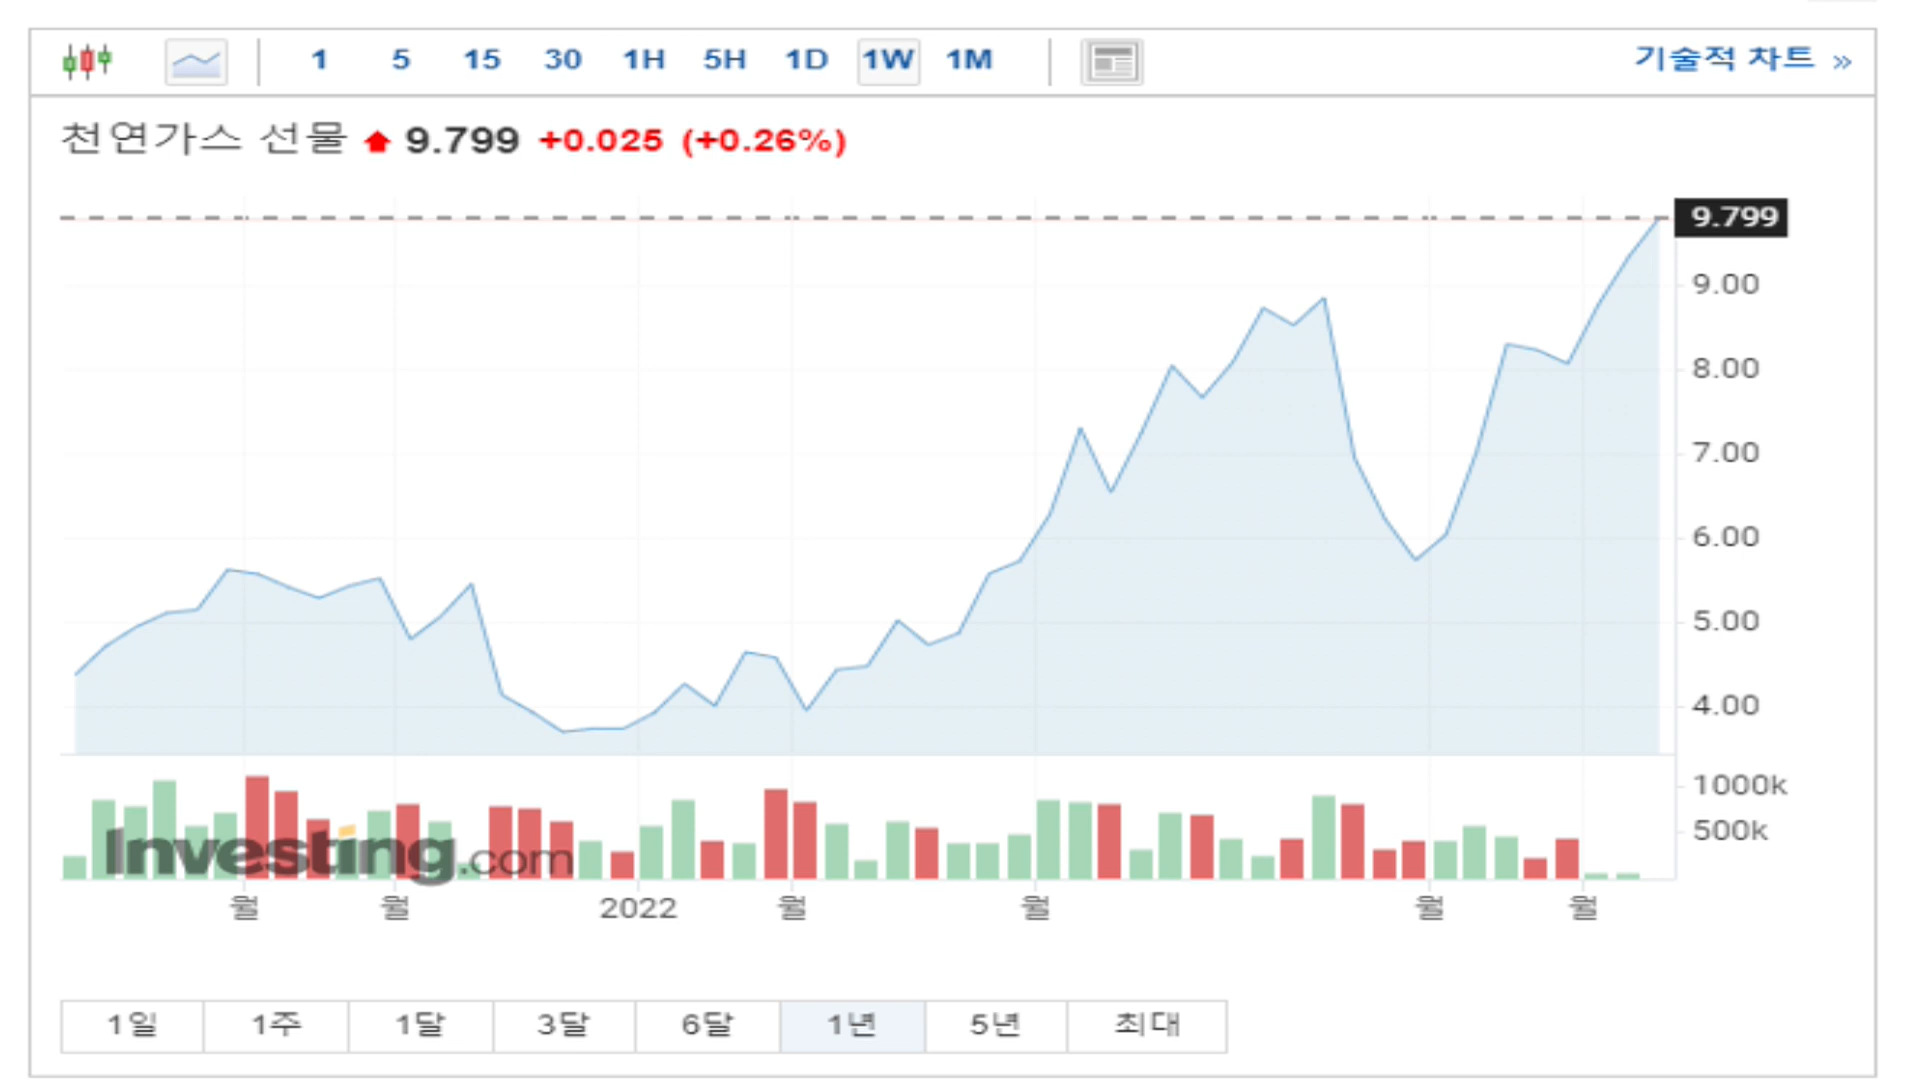 1 5 15 30 1H 5H 1D 1W 1M 기술적 차트 »
천연가스 선물 9.799 +0.025 (+0.26%)
9.799
9.00
8.00
7.00
6.00
5.00
4.00
1000k
500k
Investing.com
월 월 2022 월 월 월 월
1일 1주 1달 3달 6달 1년 5년 최대